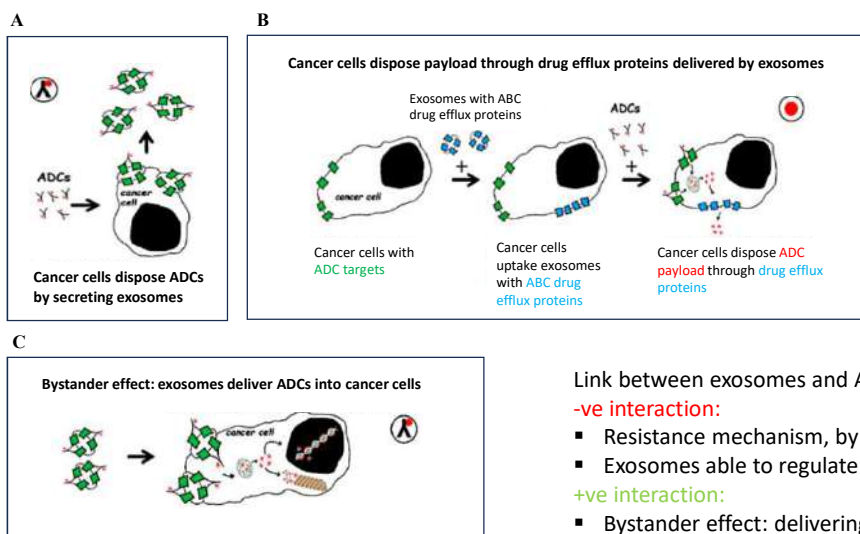 A
ADCs
cancer
cell
Cancer cells dispose ADCs
by secreting exosomes
B
Cancer cells dispose payload through drug efflux proteins delivered by exosomes
Exosomes with ABC
drug efflux proteins
ADCs
+
+
cancer cell
Cancer cells with
ADC targets
Cancer cells
uptake exosomes
with ABC drug
efflux proteins
Cancer cells dispose ADC
payload through drug efflux
proteins
C
Bystander effect: exosomes deliver ADCs into cancer cells
cancer cell
Link between exosomes and A
-ve interaction:
▪ Resistance mechanism, by
▪ Exosomes able to regulate
+ve interaction:
▪ Bystander effect: delivering